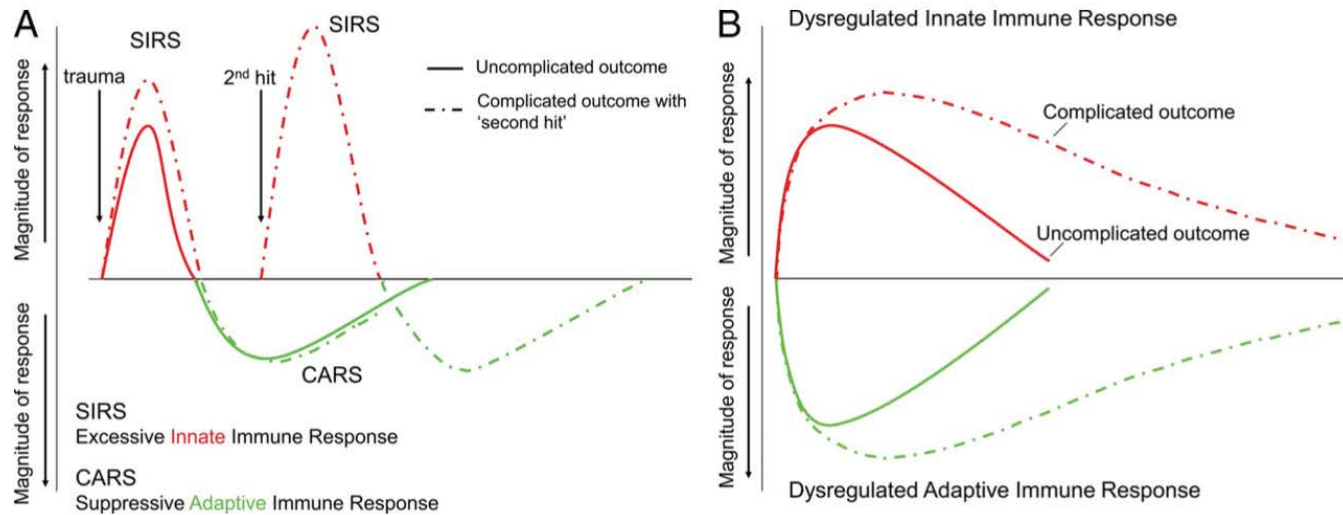 A
SIRS
SIRS
trauma
2nd hit
Uncomplicated outcome
Complicated outcome with
‘second hit’
Magnitude of response
Magnitude of response
CARS
SIRS
Excessive Innate Immune Response
CARS
Suppressive Adaptive Immune Response
B
Dysregulated Innate Immune Response
Magnitude of response
Complicated outcome
Uncomplicated outcome
Magnitude of response
Dysregulated Adaptive Immune Response